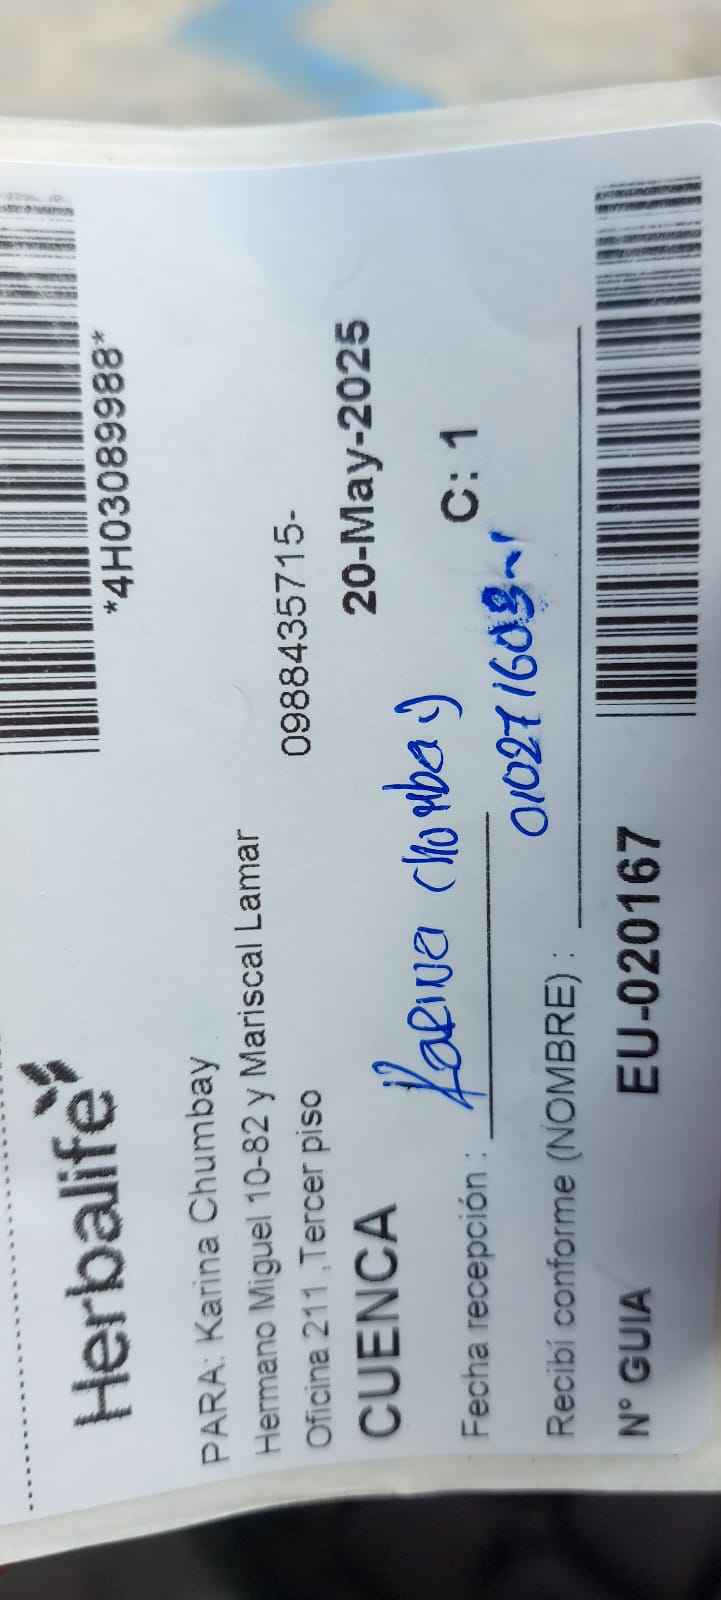 Herbalife
*4H03089988*
PARA: Karina Chumbay
Hermano Miguel 10-82 y Mariscal Lamar
Oficina 211 ,Tercer piso 0988435715-
CUENCA 20-May-2025
Karina Chumbay
Fecha recepción : C: 1
Recibí conforme (NOMBRE) :
N° GUIA EU-020167